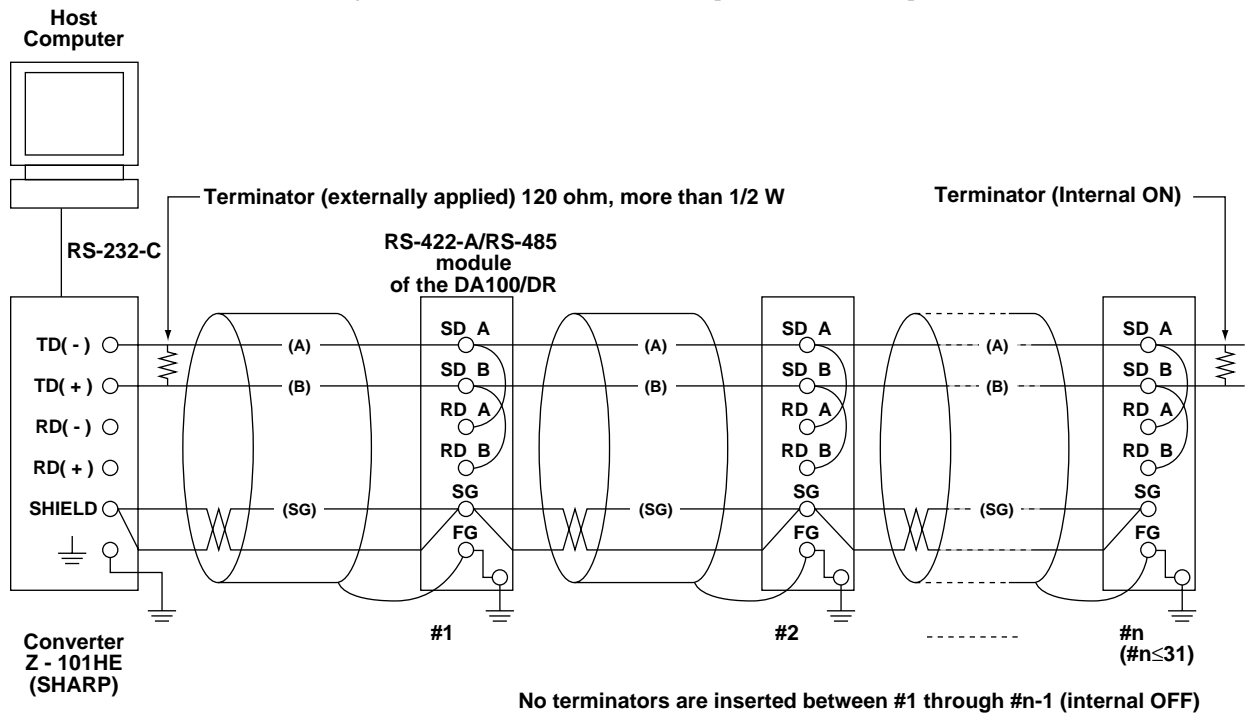 Host
Computer
Terminator (externally applied) 120 ohm, more than 1/2 W
Terminator (Internal ON)
RS-232-C
RS-422-A/RS-485
module
of the DA100/DR
TD( - )
TD( + )
RD( - )
RD( + )
SHIELD
(A)
(B)
(SG)
SD A
SD B
RD A
RD B
SG
FG
(A)
(B)
(SG)
SD A
SD B
RD A
RD B
SG
FG
(A)
(B)
(SG)
SD A
SD B
RD A
RD B
SG
FG
Converter
Z - 101HE
(SHARP)
#1
#2
#n
(#n≤31)
No terminators are inserted between #1 through #n-1 (internal OFF)